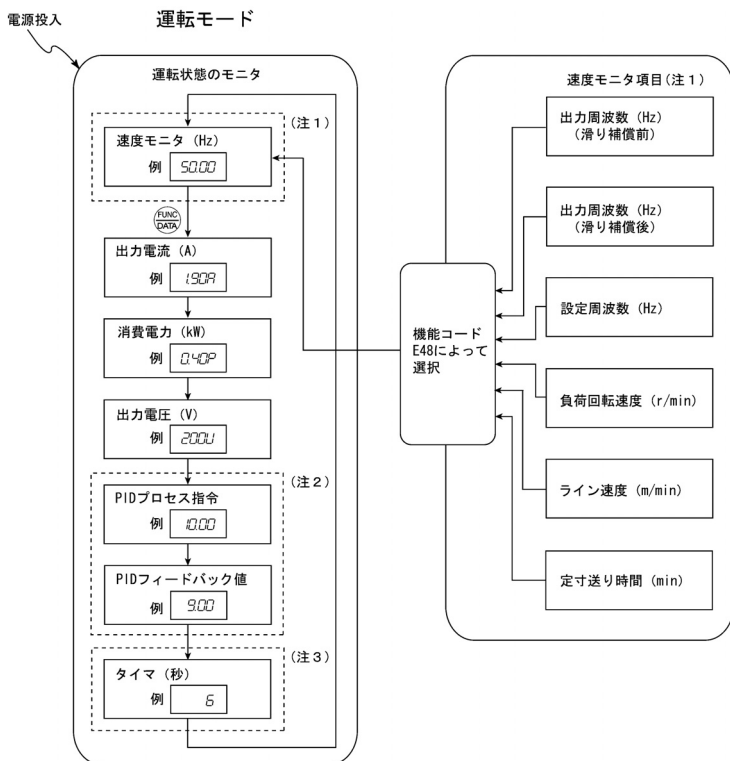 電源投入
運転モード
運転状態のモニタ
(注1)
速度モニタ (Hz)
例 50.00
FUNC
DATA
出力電流 (A)
例 1.90A
消費電力 (kW)
例 0.40P
出力電圧 (V)
例 200U
(注2)
PIDプロセス指令
例 10.00
PIDフィードバック値
例 9.00
(注3)
タイマ (秒)
例 6
機能コード
E48によって
選択
速度モニタ項目(注1)
出力周波数 (Hz)
(滑り補償前)
出力周波数 (Hz)
(滑り補償後)
設定周波数 (Hz)
負荷回転速度 (r/min)
ライン速度 (m/min)
定寸送り時間 (min)